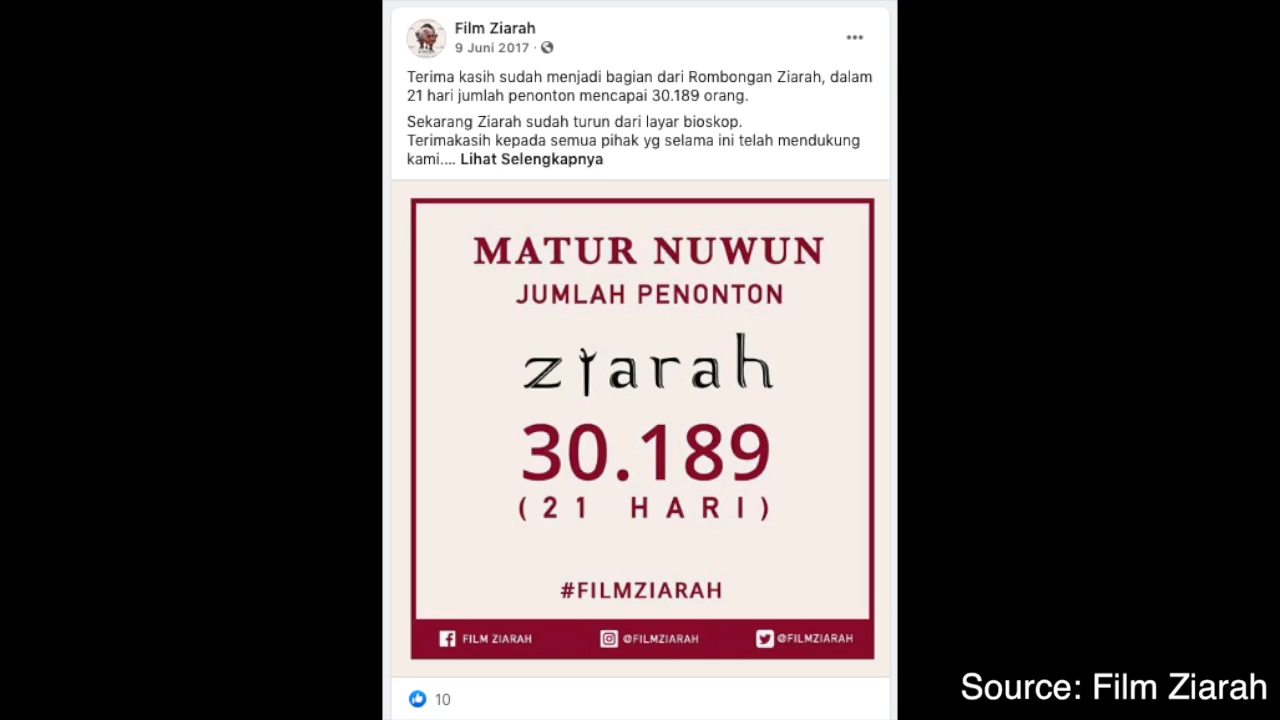 Film Ziarah
9 Juni 2017 ·
Terima kasih sudah menjadi bagian dari Rombongan Ziarah, dalam
21 hari jumlah penonton mencapai 30.189 orang.
Sekarang Ziarah sudah turun dari layar bioskop.
Terimakasih kepada semua pihak yg selama ini telah mendukung
kami.... Lihat Selengkapnya
MATUR NUWUN
JUMLAH PENONTON
ziarah
30.189
(21 HARI)
#FILMZIARAH
FILM ZIARAH @FILMZIARAH @FILMZIARAH
10
Source: Film Ziarah